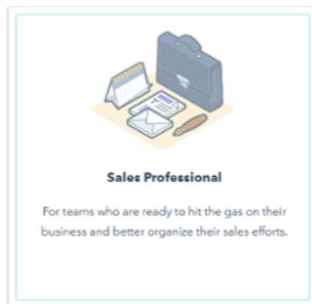 Sales Professional
For teams who are ready to hit the gas on their
business and better organize their sales efforts.